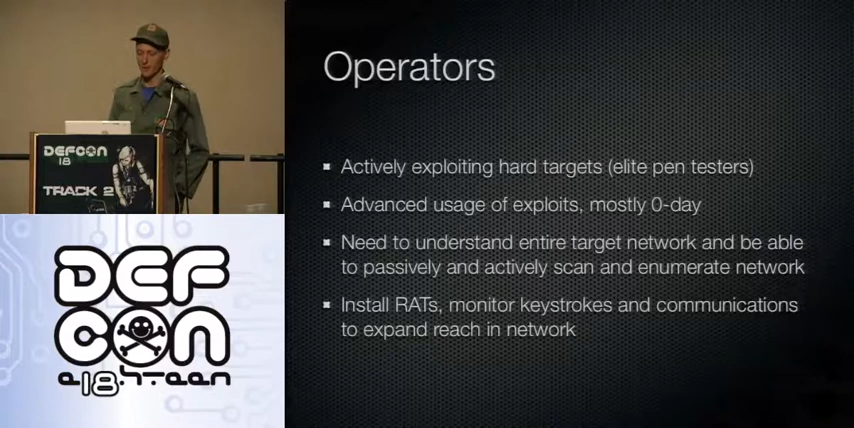 Operators
Actively exploiting hard targets (elite pen testers)
Advanced usage of exploits, mostly 0-day
Need to understand entire target network and be able
to passively and actively scan and enumerate network
Install RATs, monitor keystrokes and communications
to expand reach in network
DEFCON
18
TRACK 2
DEF
CON
e18hteen